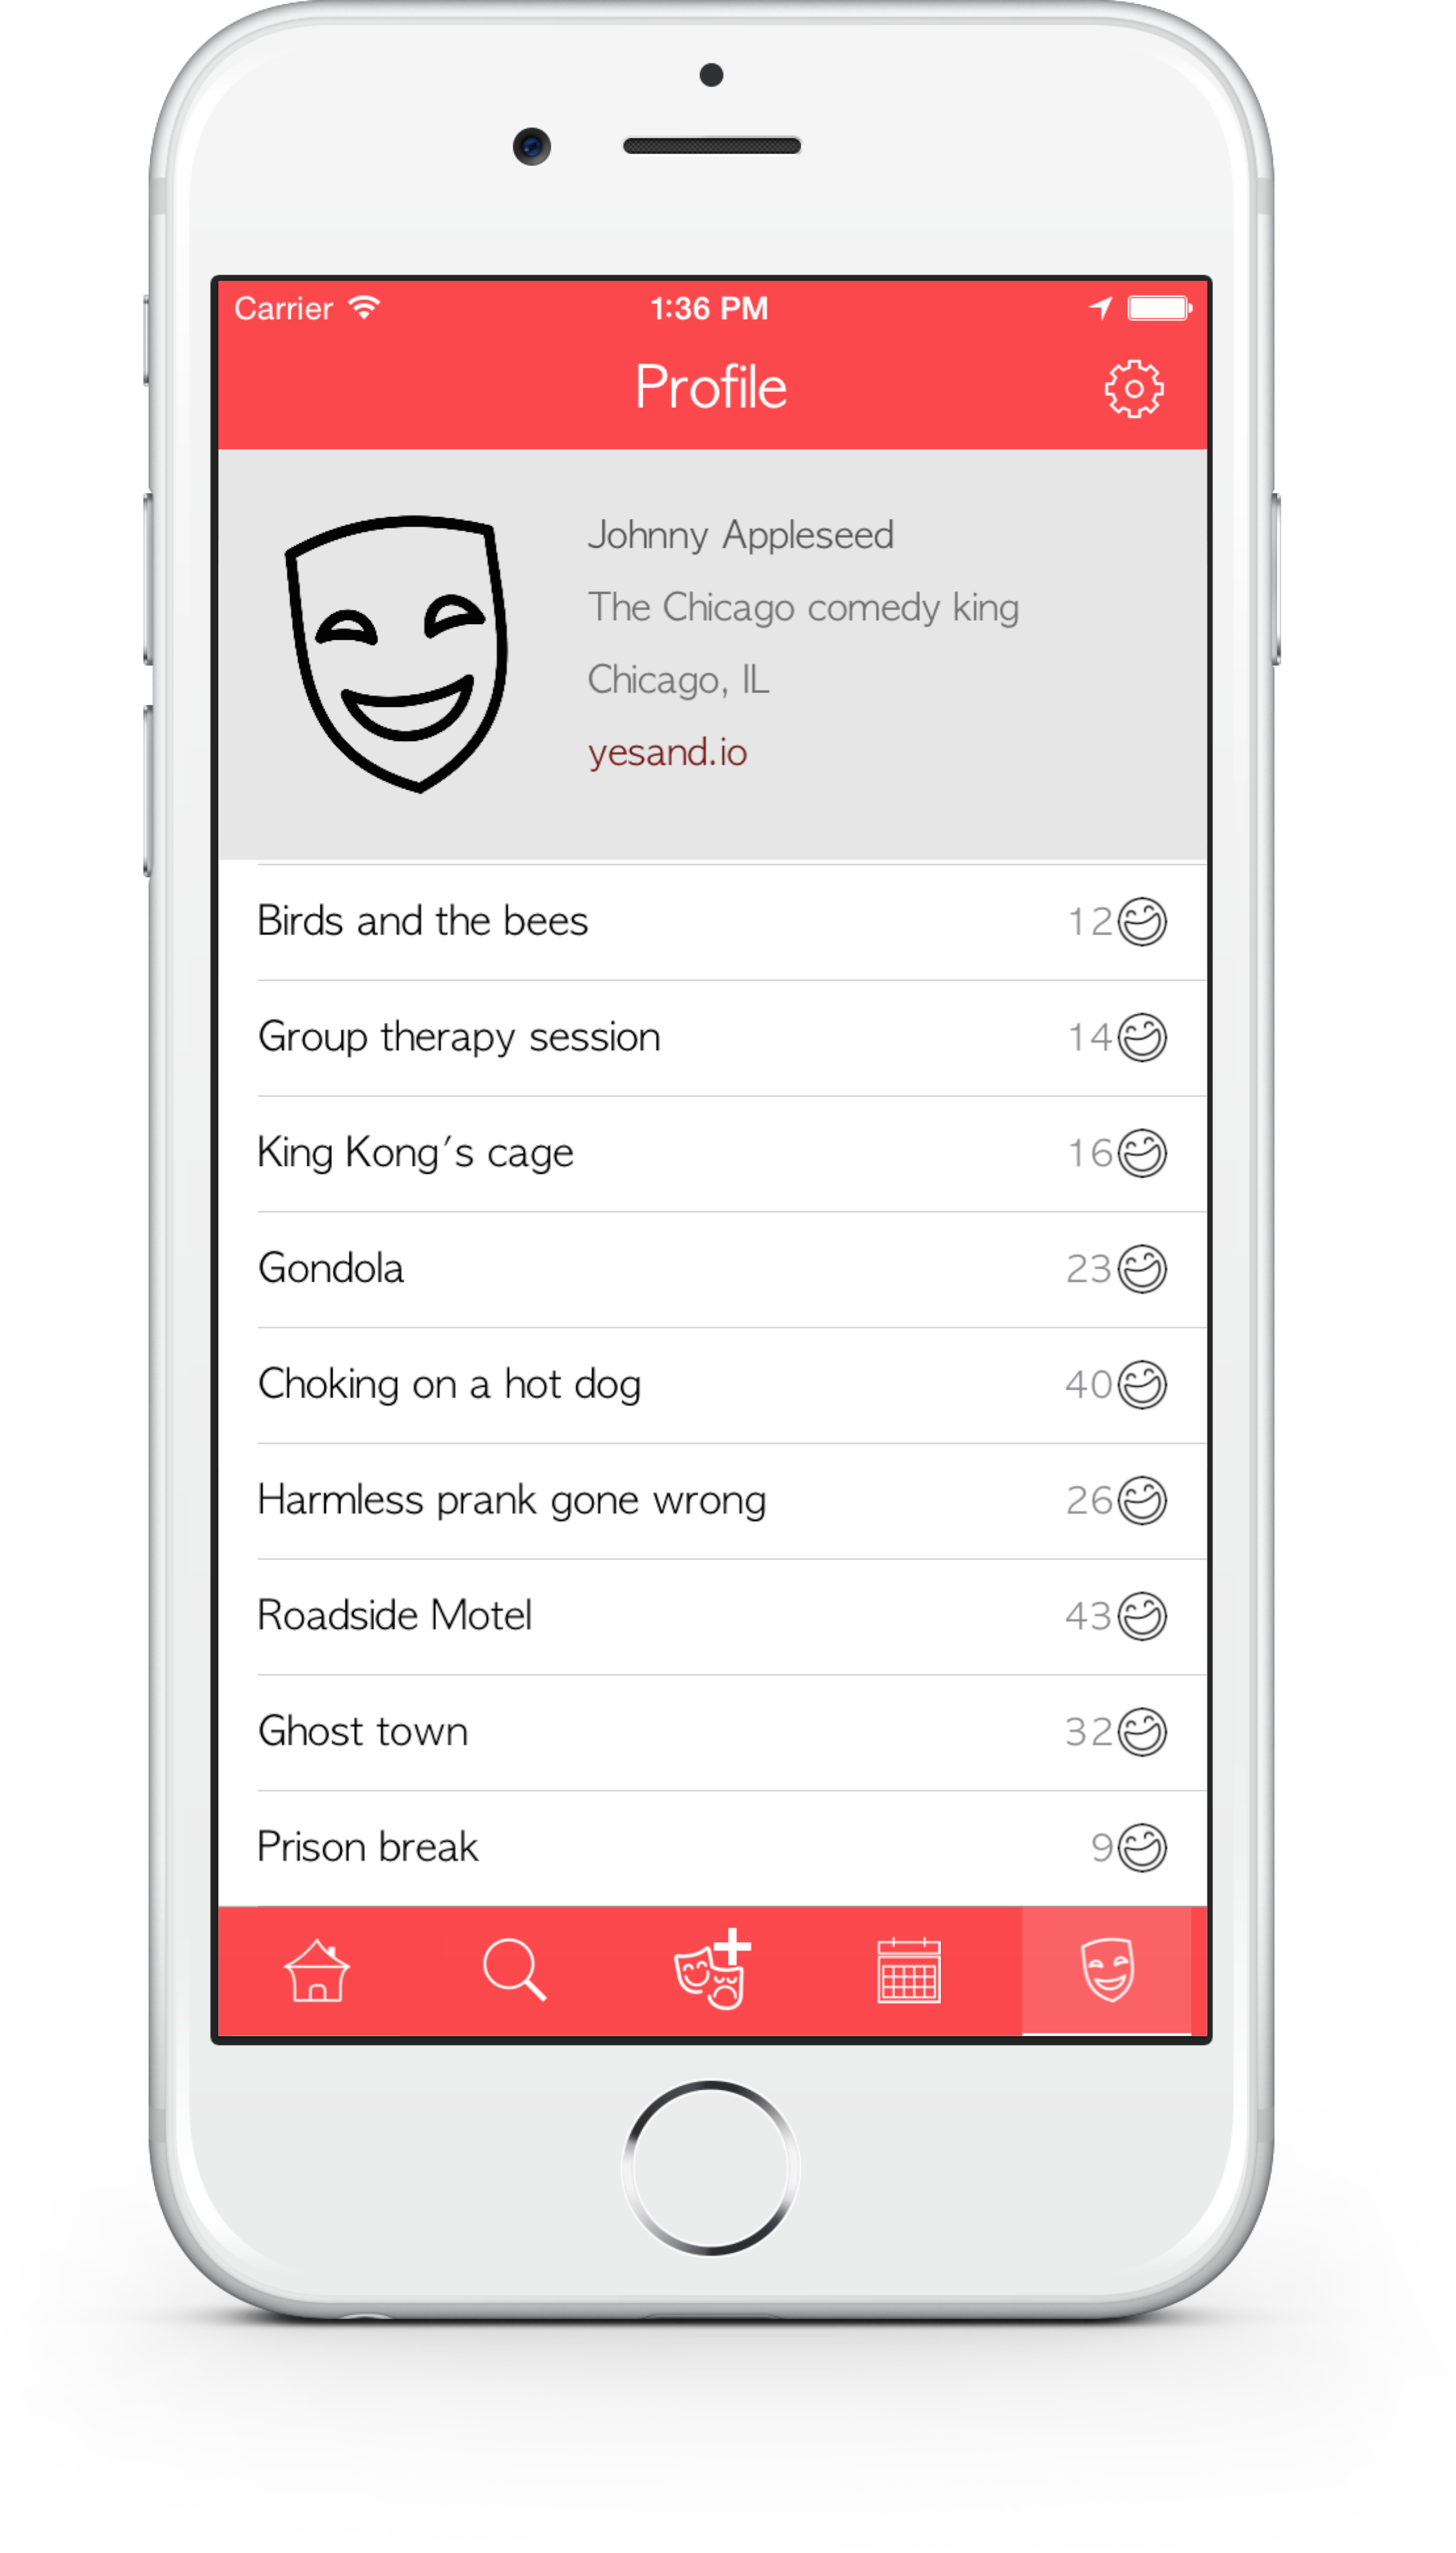 Carrier 1:36 PM
Profile
Johnny Appleseed
The Chicago comedy king
Chicago, IL
yesand.io
Birds and the bees 12
Group therapy session 14
King Kong's cage 16
Gondola 23
Choking on a hot dog 40
Harmless prank gone wrong 26
Roadside Motel 43
Ghost town 32
Prison break 9